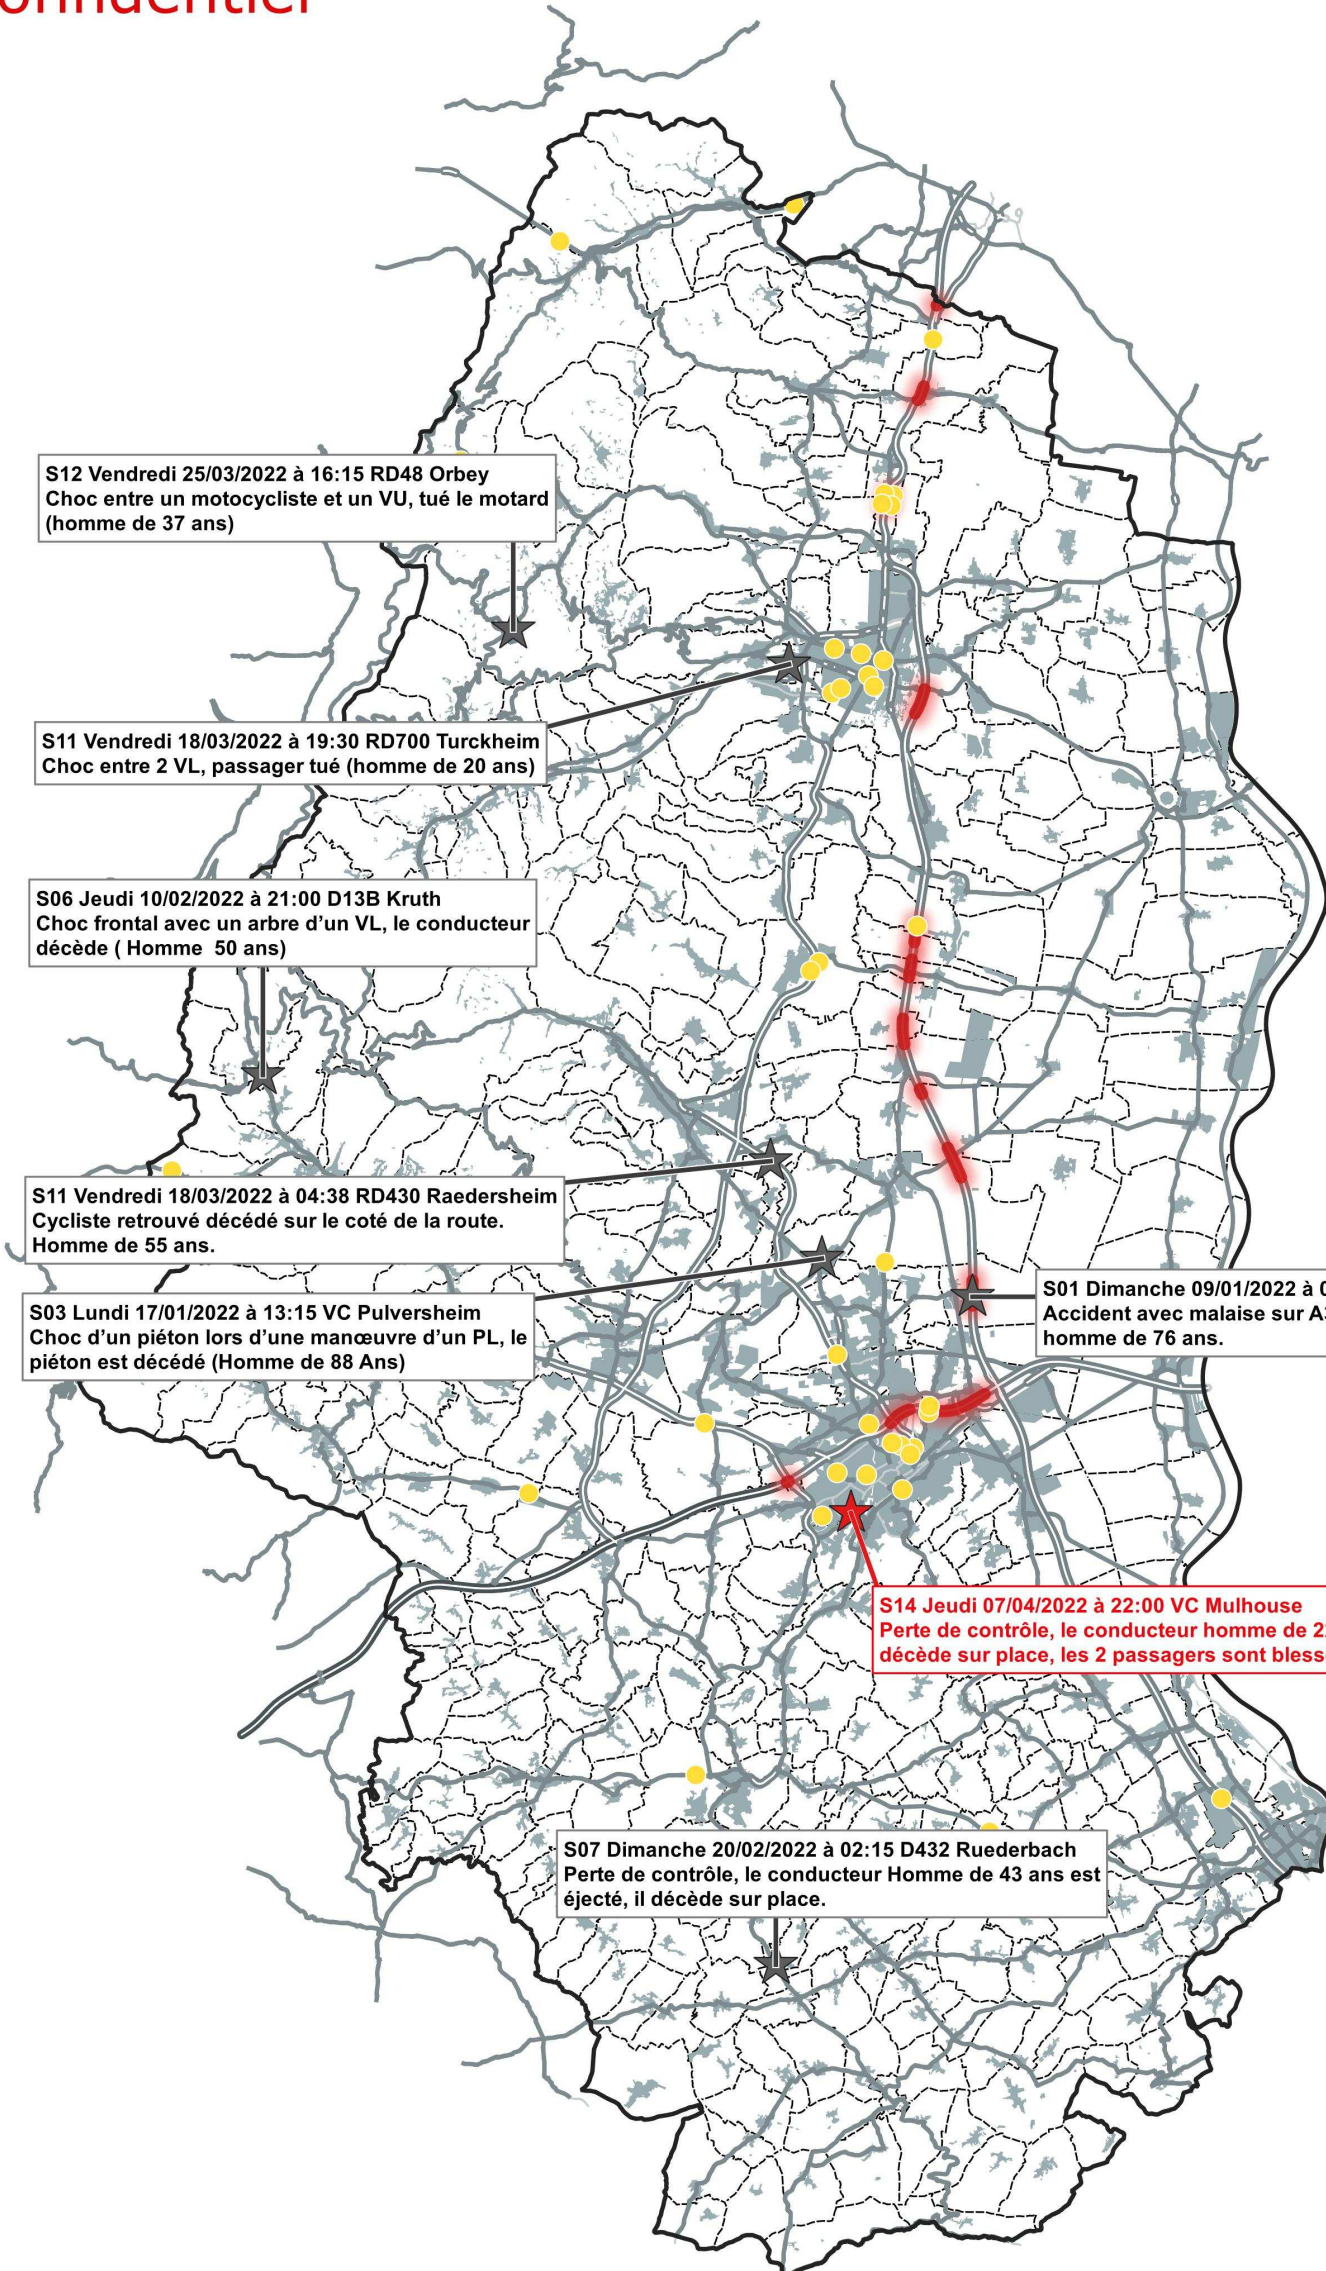 S12 Vendredi 25/03/2022 à 16:15 RD48 Orbey
Choc entre un motocycliste et un VU, tué le motard
(homme de 37 ans)
S11 Vendredi 18/03/2022 à 19:30 RD700 Turckheim
Choc entre 2 VL, passager tué (homme de 20 ans)
S06 Jeudi 10/02/2022 à 21:00 D13B Kruth
Choc frontal avec un arbre d’un VL, le conducteur
décède ( Homme 50 ans)
S11 Vendredi 18/03/2022 à 04:38 RD430 Raedersheim
Cycliste retrouvé décédé sur le coté de la route.
Homme de 55 ans.
S03 Lundi 17/01/2022 à 13:15 VC Pulversheim
Choc d’un piéton lors d’une manœuvre d’un PL, le
piéton est décédé (Homme de 88 Ans)
S01 Dimanche 09/01/2022 à
Accident avec malaise sur
homme de 76 ans.
S14 Jeudi 07/04/2022 à 22:00 VC Mulhouse
Perte de contrôle, le conducteur homme de
décède sur place, les 2 passagers sont
S07 Dimanche 20/02/2022 à 02:15 D432 Ruederbach
Perte de contrôle, le conducteur Homme de 43 ans est
éjecté, il décède sur place.